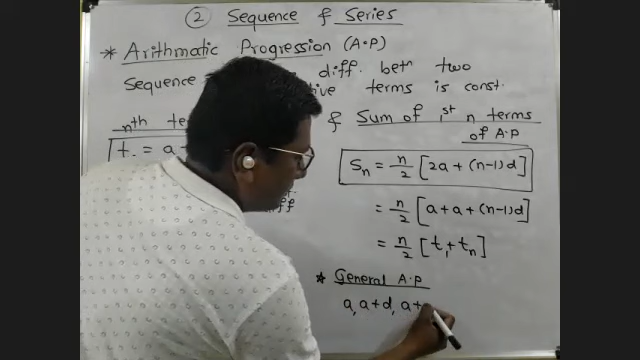 ② Sequence & Series
* Arithmatic Progression (A.P)
Sequence diff. betn two
tive terms is const.
nth te
t = a
ff
& Sum of 1st n terms
of A.P
Sn = n/2 [2a + (n-1)d]
= n/2 [a + a + (n-1)d]
= n/2 [t1 + tn]
* General A.P
a, a+d, a+